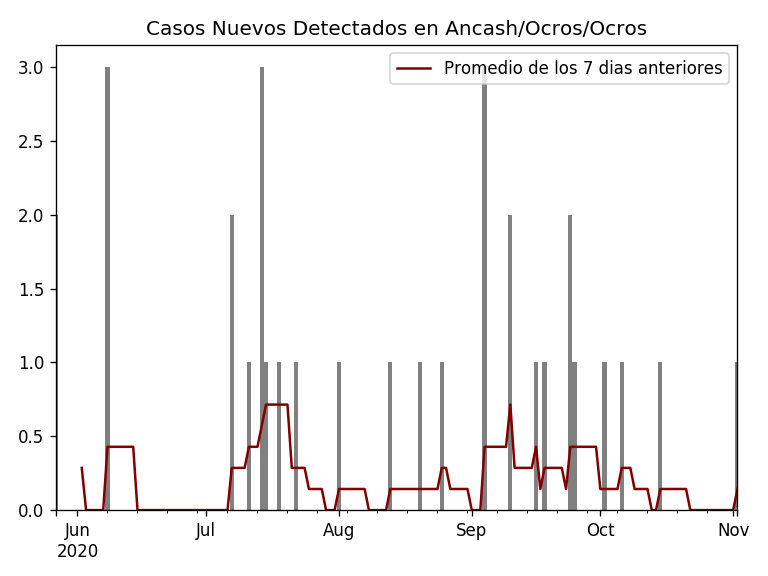 Casos Nuevos Detectados en Ancash/Ocros/Ocros
Promedio de los 7 dias anteriores
3.0
2.5
2.0
1.5
1.0
0.5
0.0
Jun Jul Aug Sep Oct Nov
2020